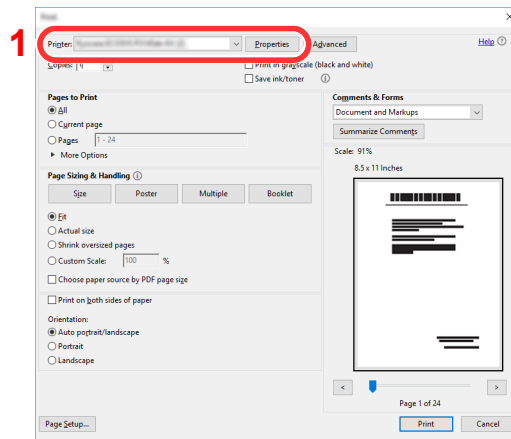 Print
1
Printer:
Properties
Advanced
Help
Copies:
Print in grayscale (black and white)
Save ink/toner
Pages to Print
All
Current page
Pages
1 - 24
More Options
Comments & Forms
Document and Markups
Summarize Comments
Page Sizing & Handling
Size
Poster
Multiple
Booklet
Fit
Actual size
Shrink oversized pages
Custom Scale:
100
%
Choose paper source by PDF page size
Print on both sides of paper
Orientation:
Auto portrait/landscape
Portrait
Landscape
Scale: 91%
8.5 x 11 Inches
<
>
Page 1 of 24
Page Setup...
Print
Cancel